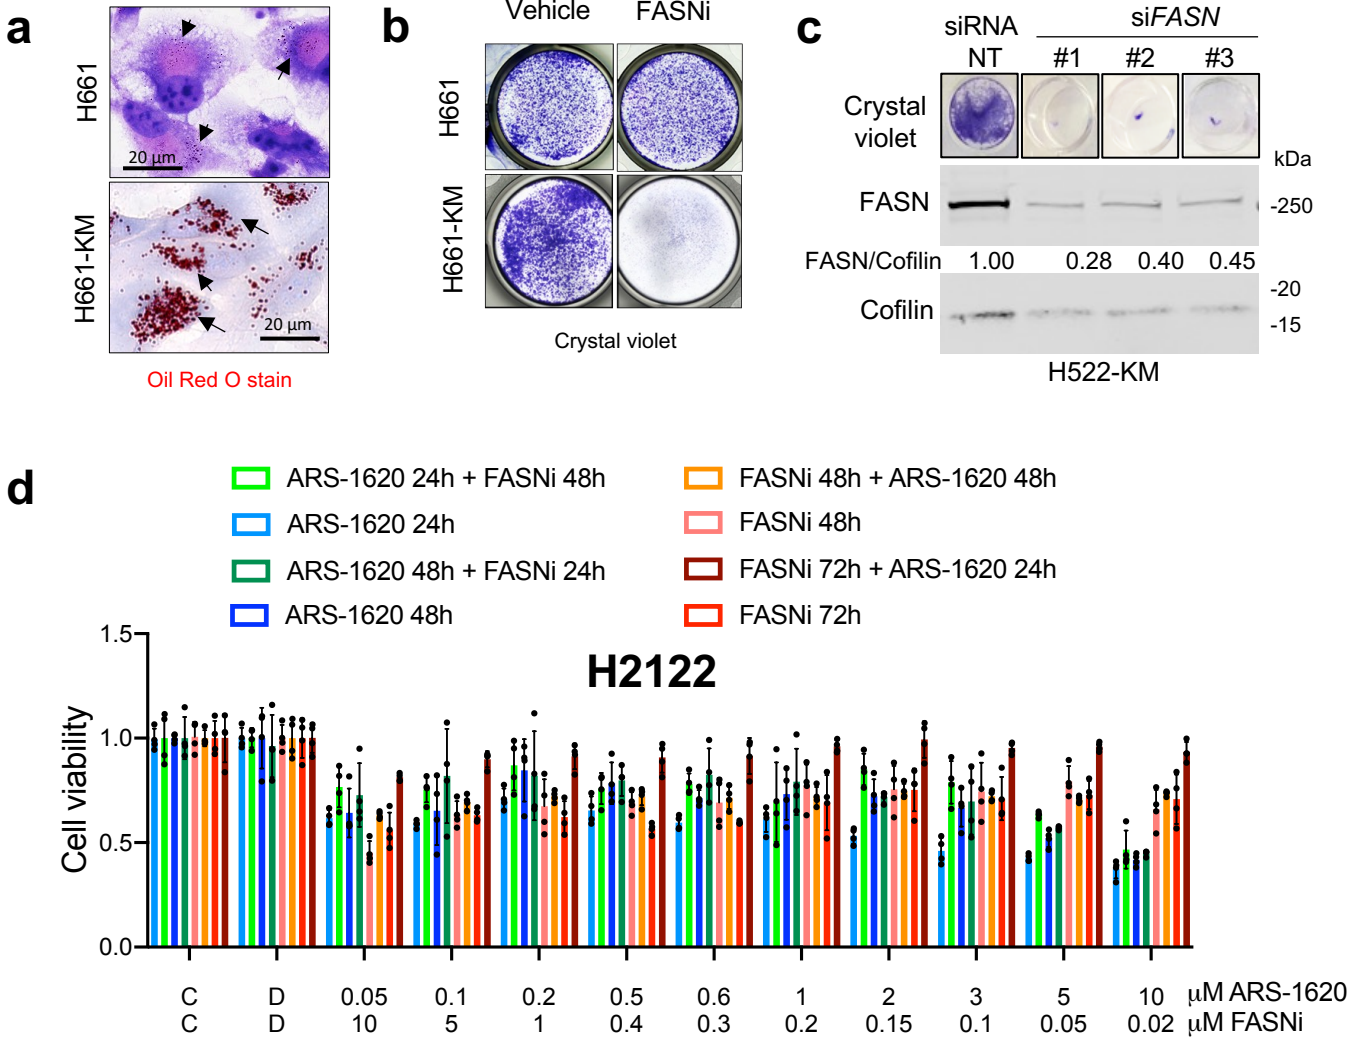 a
H661
20 µm
H661-KM
20 µm
Oil Red O stain
b
Vehicle FASNi
H661
H661-KM
Crystal violet
c
siRNA siFASN
NT #1 #2 #3
Crystal
violet
kDa
FASN -250
FASN/Cofilin 1.00 0.28 0.40 0.45
-20
Cofilin
-15
H522-KM
d
ARS-1620 24h + FASNi 48h
ARS-1620 24h
ARS-1620 48h + FASNi 24h
ARS-1620 48h
FASNi 48h + ARS-1620 48h
FASNi 48h
FASNi 72h + ARS-1620 24h
FASNi 72h
H2122
Cell viability
1.5
1.0
0.5
0.0
C D 0.05 0.1 0.2 0.5 0.6 1 2 3 5 10 µM ARS-1620
C D 10 5 1 0.4 0.3 0.2 0.15 0.1 0.05 0.02 µM FASNi